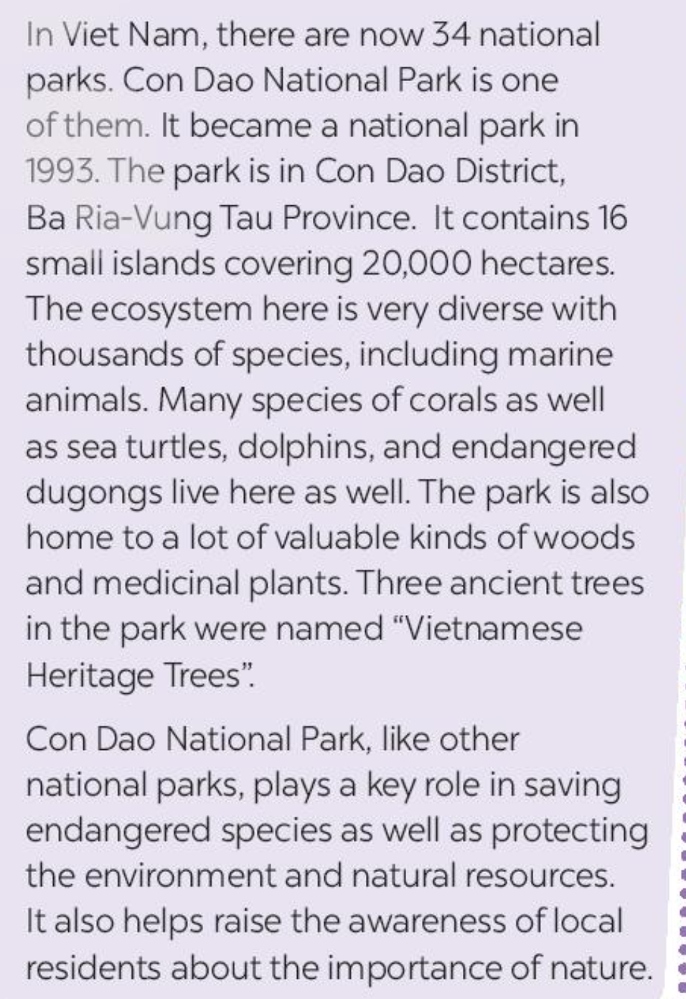 In Viet Nam, there are now 34 national
parks. Con Dao National Park is one
of them. It became a national park in
1993. The park is in Con Dao District,
Ba Ria-Vung Tau Province.  It contains 16
small islands covering 20,000 hectares.
The ecosystem here is very diverse with
thousands of species, including marine
animals. Many species of corals as well
as sea turtles, dolphins, and endangered
dugongs live here as well. The park is also
home to a lot of valuable kinds of woods
and medicinal plants. Three ancient trees
in the park were named “Vietnamese
Heritage Trees”.
Con Dao National Park, like other
national parks, plays a key role in saving
endangered species as well as protecting
the environment and natural resources.
It also helps raise the awareness of local
residents about the importance of nature.